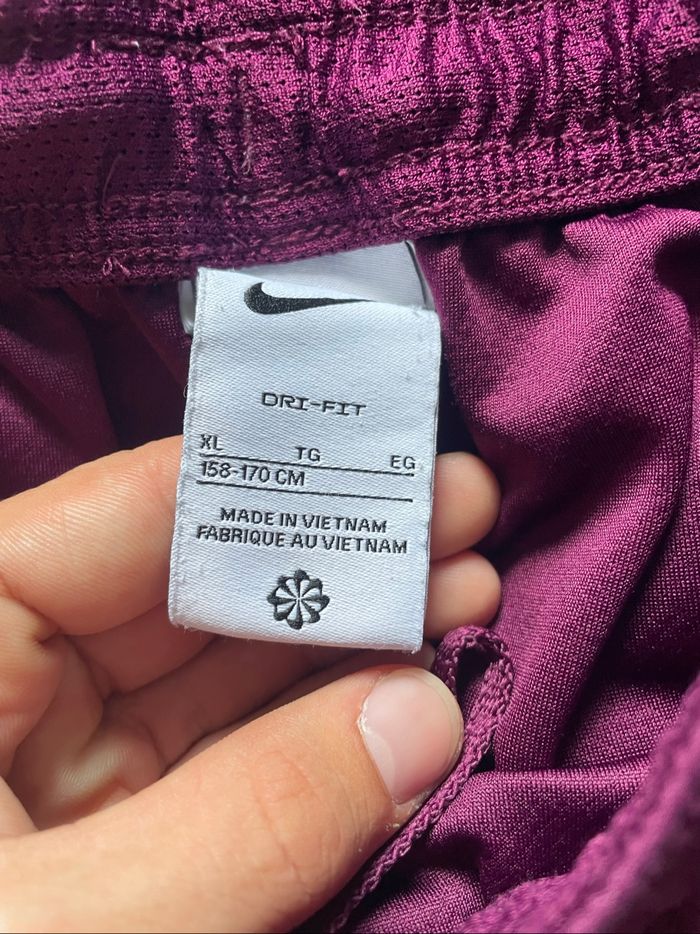 DRI-FIT
XL TG EG
158-170 CM
MADE IN VIETNAM
FABRIQUE AU VIETNAM